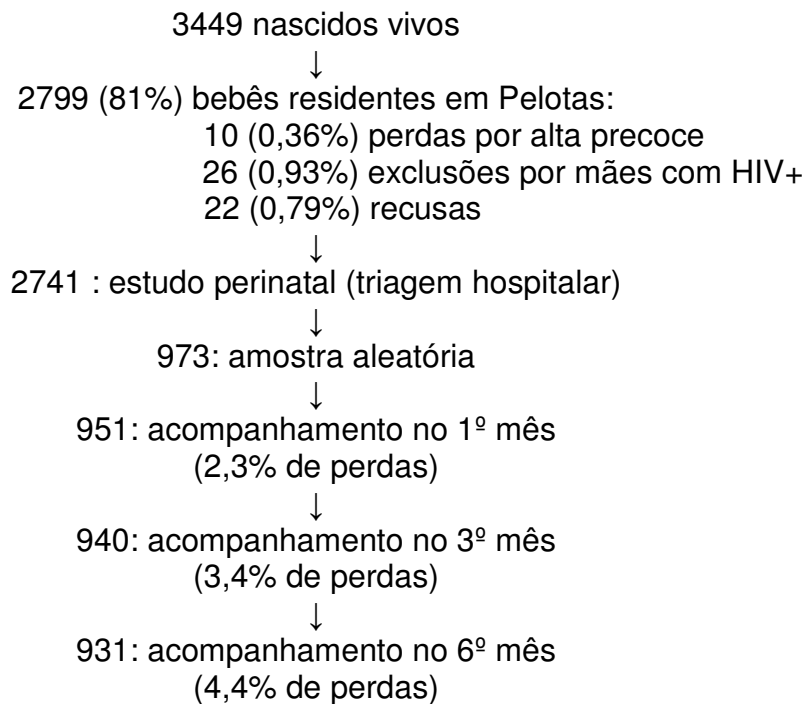 3449 nascidos vivos
↓
2799 (81%) bebês residentes em Pelotas:
10 (0,36%) perdas por alta precoce
26 (0,93%) exclusões por mães com HIV+
22 (0,79%) recusas
↓
2741 : estudo perinatal (triagem hospitalar)
↓
973: amostra aleatória
↓
951: acompanhamento no 1º mês
(2,3% de perdas)
↓
940: acompanhamento no 3º mês
(3,4% de perdas)
↓
931: acompanhamento no 6º mês
(4,4% de perdas)